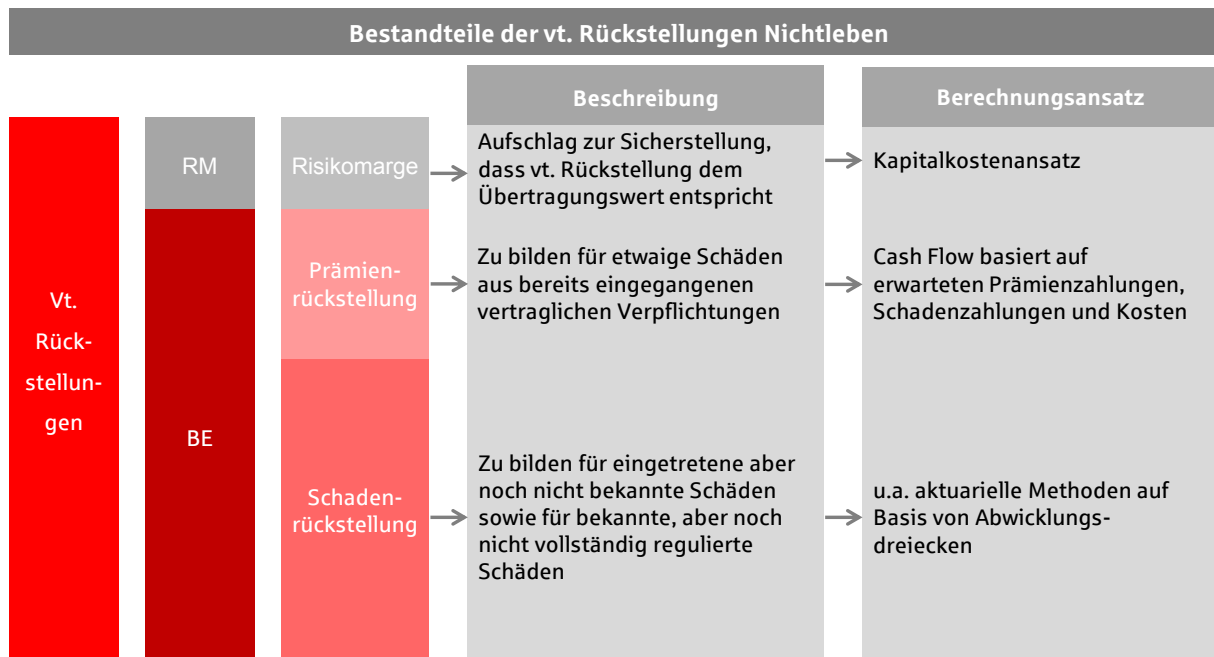 Bestandteile der vt. Rückstellungen Nichtleben
Beschreibung
Berechnungsansatz
Vt.
Rück-
stellun-
gen
RM
BE
Risikomarge
Aufschlag zur Sicherstellung,
dass vt. Rückstellung dem
Übertragungswert entspricht
Kapitalkostenansatz
Prämien-
rückstellung
Zu bilden für etwaige Schäden
aus bereits eingegangenen
vertraglichen Verpflichtungen
Cash Flow basiert auf
erwarteten Prämienzahlungen,
Schadenzahlungen und Kosten
Schaden-
rückstellung
Zu bilden für eingetretene aber
noch nicht bekannte Schäden
sowie für bekannte, aber noch
nicht vollständig regulierte
Schäden
u.a. aktuarielle Methoden auf
Basis von Abwicklungs-
dreiecken